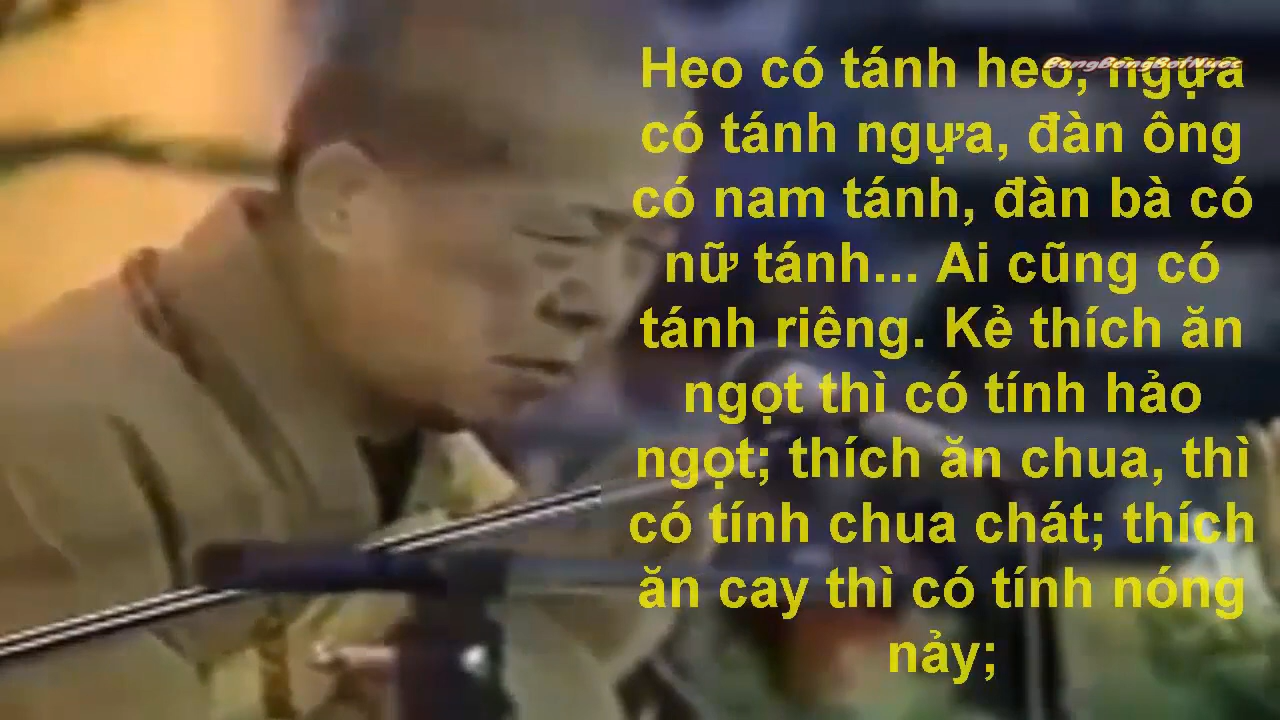 BongBongBotNuoc
Heo có tánh heo, ngựa
có tánh ngựa, đàn ông
có nam tánh, đàn bà có
nữ tánh... Ai cũng có
tánh riêng. Kẻ thích ăn
ngọt thì có tính hảo
ngọt; thích ăn chua, thì
có tính chua chát; thích
ăn cay thì có tính nóng
nảy;